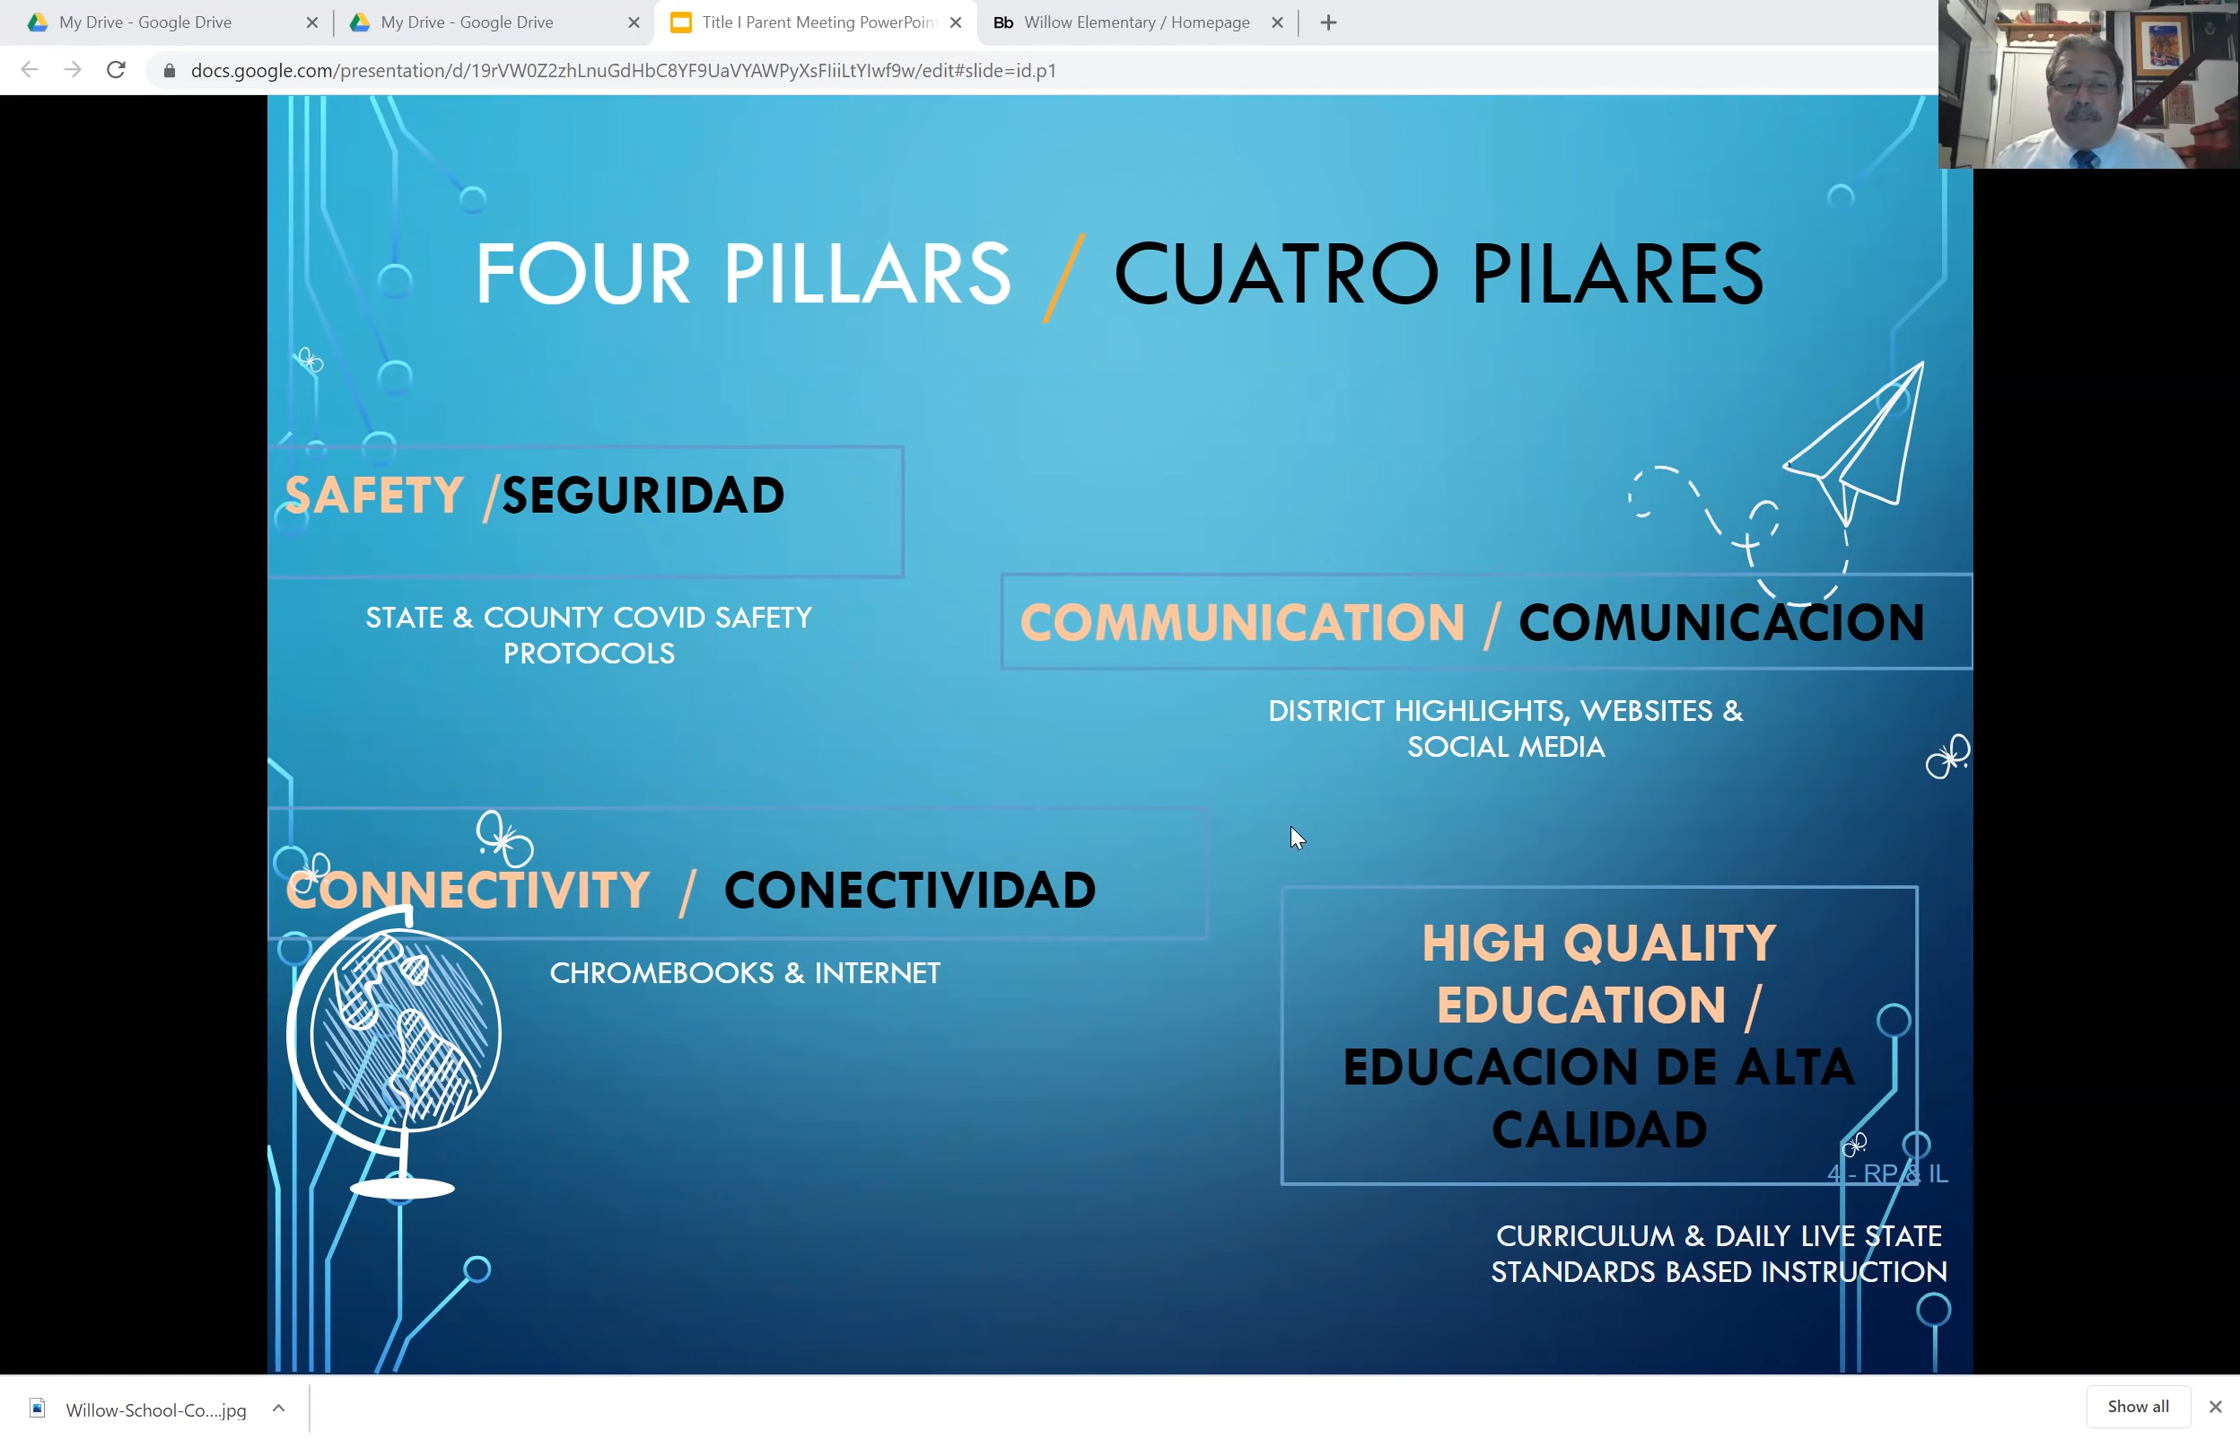 My Drive - Google Drive
My Drive - Google Drive
Title I Parent Meeting PowerPoin
Bb Willow Elementary / Homepage
docs.google.com/presentation/d/19rVW0Z2zhLnuGdHbC8YF9UaVYAWPyXsFIiiLtYIwf9w/edit#slide=id.p1
FOUR PILLARS / CUATRO PILARES
SAFETY /SEGURIDAD
STATE & COUNTY COVID SAFETY
PROTOCOLS
COMMUNICATION / COMUNICACION
DISTRICT HIGHLIGHTS, WEBSITES &
SOCIAL MEDIA
CONNECTIVITY / CONECTIVIDAD
CHROMEBOOKS & INTERNET
HIGH QUALITY
EDUCATION /
EDUCACION DE ALTA
CALIDAD
4 - RP & IL
CURRICULUM & DAILY LIVE STATE
STANDARDS BASED INSTRUCTION
Willow-School-Co....jpg
Show all